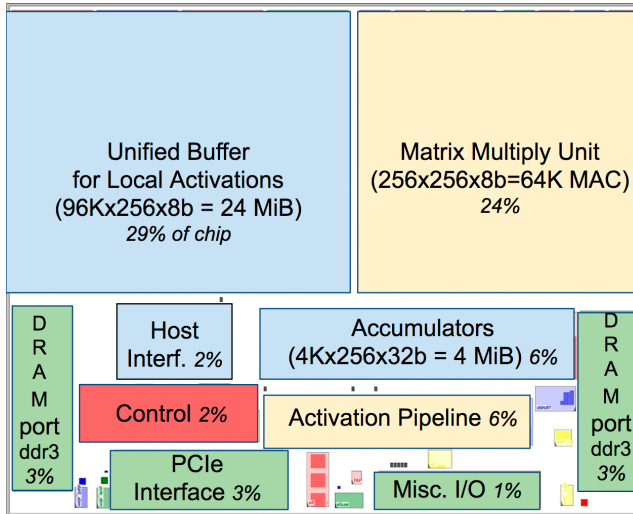 Unified Buffer
for Local Activations
(96Kx256x8b = 24 MiB)
29% of chip
Matrix Multiply Unit
(256x256x8b=64K MAC)
24%
D
R
A
M
port
ddr3
3%
Host
Interf. 2%
Accumulators
(4Kx256x32b = 4 MiB) 6%
D
R
A
M
port
ddr3
3%
Control 2%
Activation Pipeline 6%
PCIe
Interface 3%
Misc. I/O 1%